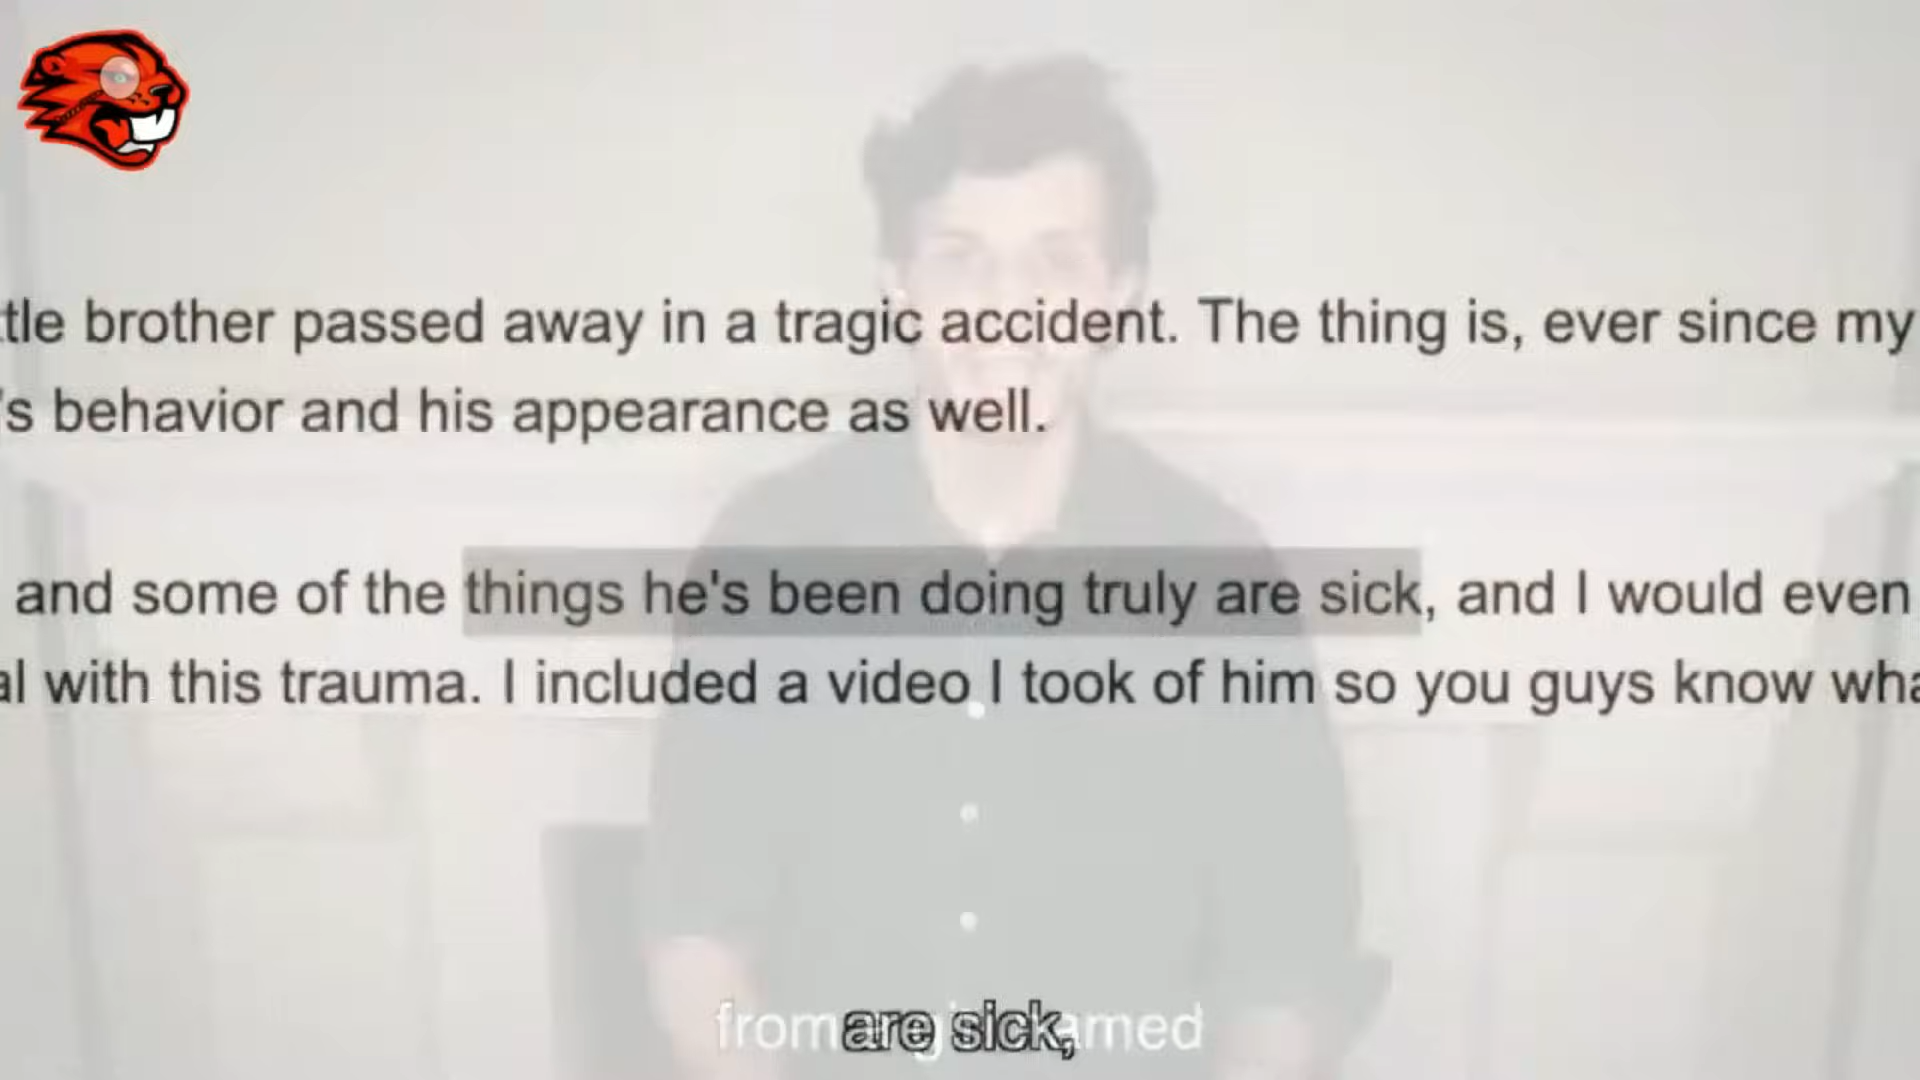 tle brother passed away in a tragic accident. The thing is, ever since my
's behavior and his appearance as well.
and some of the things he's been doing truly are sick, and I would even
al with this trauma. I included a video I took of him so you guys know wha
are sick,
from